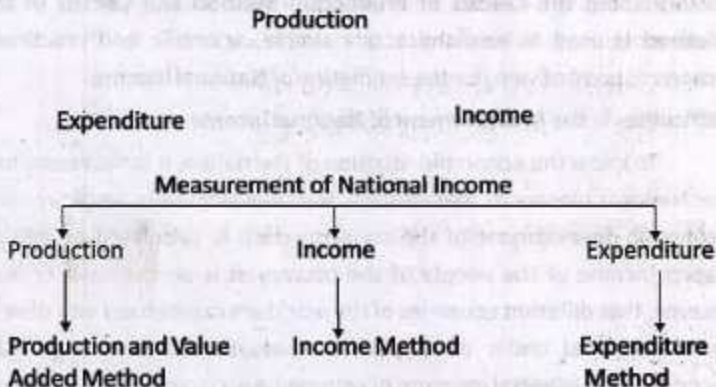 Production
Expenditure
Income
Measurement of National Income
Production Income Expenditure
Production and Value Income Method Expenditure
Added Method Method